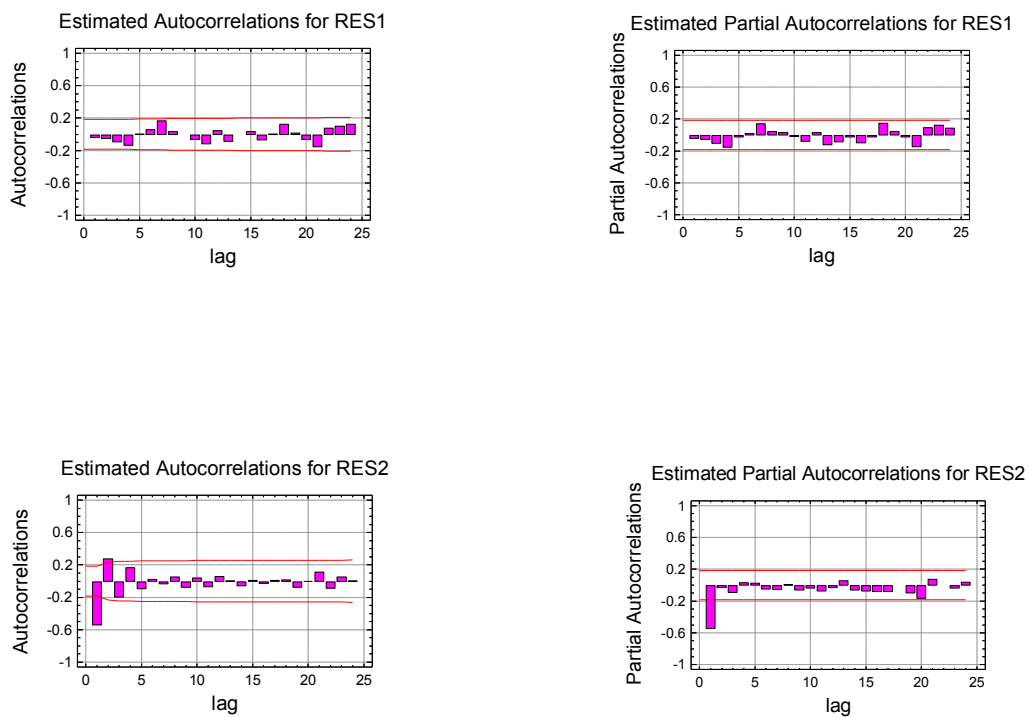 Estimated Autocorrelations for RES1
Autocorrelations
1
0.6
0.2
-0.2
-0.6
-1
0 5 10 15 20 25
lag
Estimated Partial Autocorrelations for RES1
Partial Autocorrelations
1
0.6
0.2
-0.2
-0.6
-1
0 5 10 15 20 25
lag
Estimated Autocorrelations for RES2
Autocorrelations
1
0.6
0.2
-0.2
-0.6
-1
0 5 10 15 20 25
lag
Estimated Partial Autocorrelations for RES2
Partial Autocorrelations
1
0.6
0.2
-0.2
-0.6
-1
0 5 10 15 20 25
lag